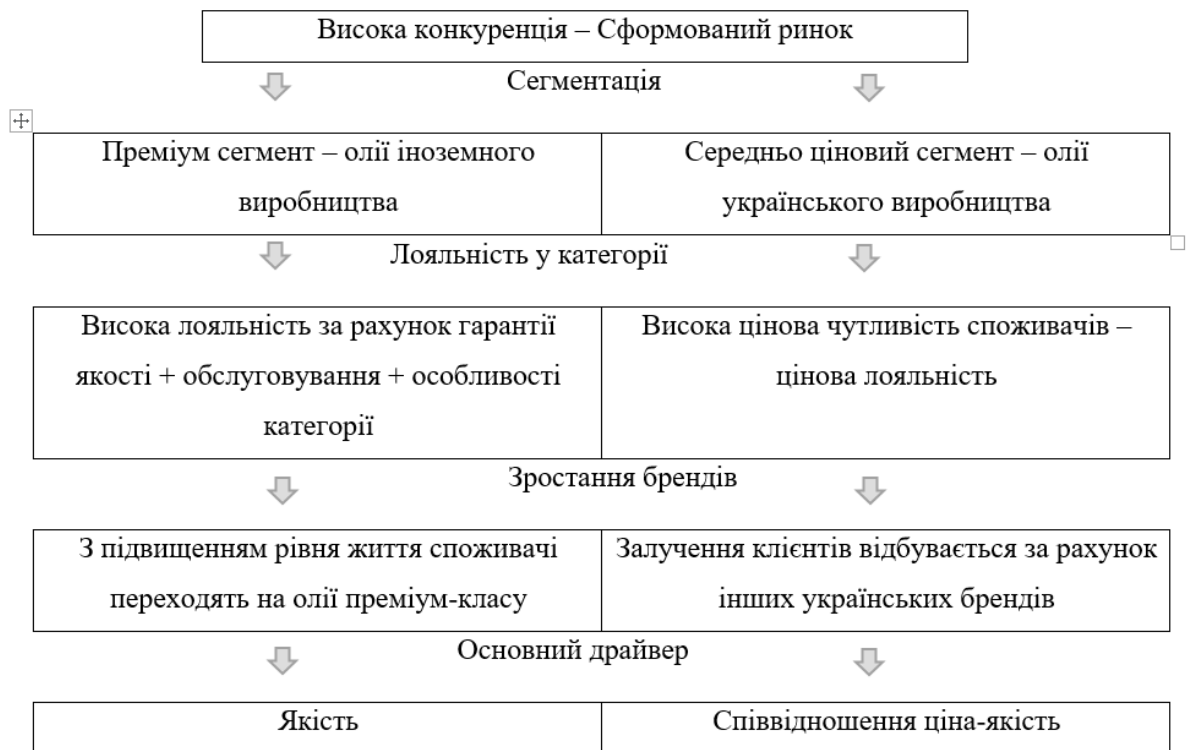 Висока конкуренція – Сформований ринок
Сегментація
Преміум сегмент – олії іноземного
виробництва
Середньо ціновий сегмент – олії
українського виробництва
Лояльність у категорії
Висока лояльність за рахунок гарантії
якості + обслуговування + особливості
категорії
Висока цінова чутливість споживачів –
цінова лояльність
Зростання брендів
З підвищенням рівня життя споживачі
переходять на олії преміум-класу
Залучення клієнтів відбувається за рахунок
інших українських брендів
Основний драйвер
Якість
Співвідношення ціна-якість